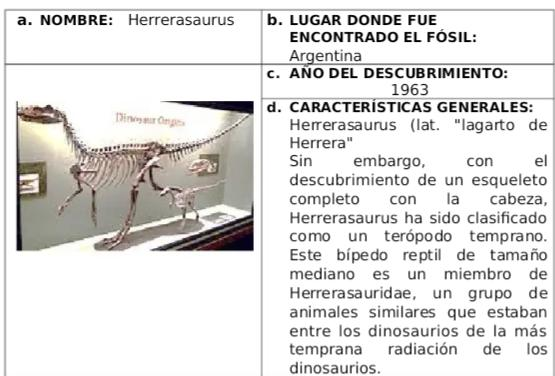 a. NOMBRE: Herrerasaurus
b. LUGAR DONDE FUE
ENCONTRADO EL FÓSIL:
Argentina
c. AÑO DEL DESCUBRIMIENTO:
1963
Dinosaur Origins
d. CARACTERÍSTICAS GENERALES:
Herrerasaurus (lat. "lagarto de
Herrera"
Sin embargo, con el
descubrimiento de un esqueleto
completo con la cabeza,
Herrerasaurus ha sido clasificado
como un terópodo temprano.
Este bípedo reptil de tamaño
mediano es un miembro de
Herrerasauridae, un grupo de
animales similares que estaban
entre los dinosaurios de la más
temprana radiación de los
dinosaurios.